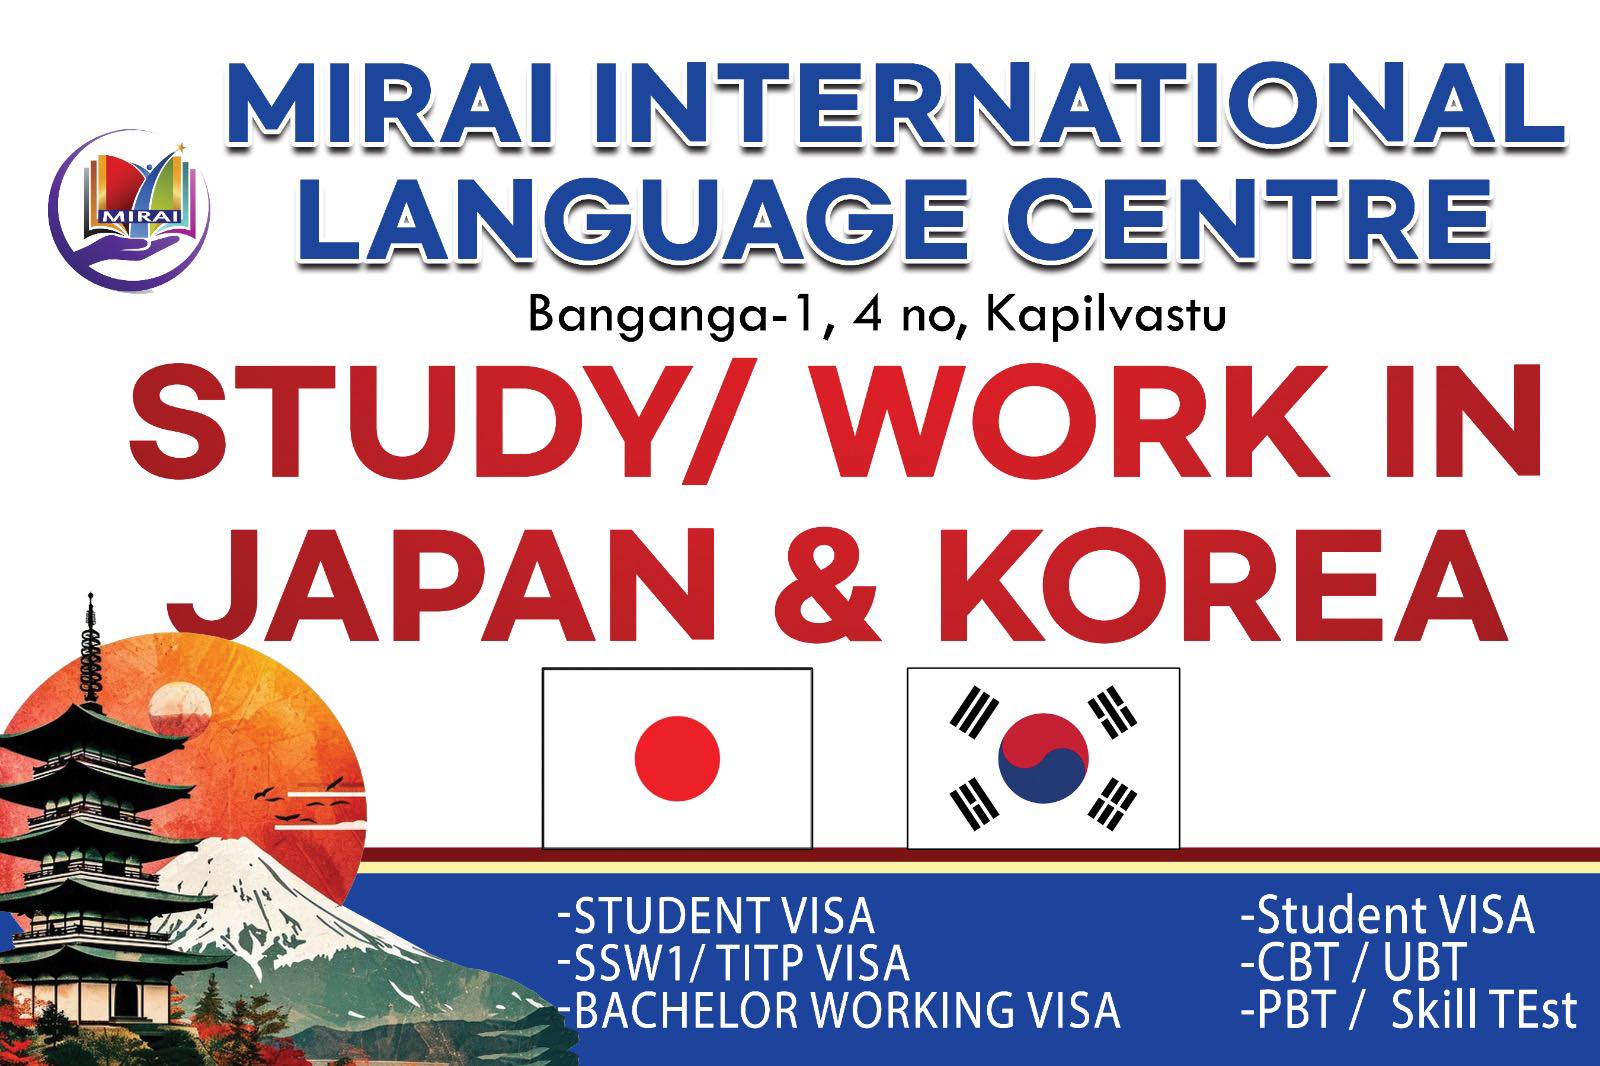 MIRAI INTERNATIONAL
LANGUAGE CENTRE
MIRAI
Banganga-1, 4 no, Kapilvastu
STUDY/ WORK IN
JAPAN & KOREA
-STUDENT VISA
-SSW1/ TITP VISA
-BACHELOR WORKING VISA
-Student VISA
-CBT / UBT
-PBT / Skill TEst